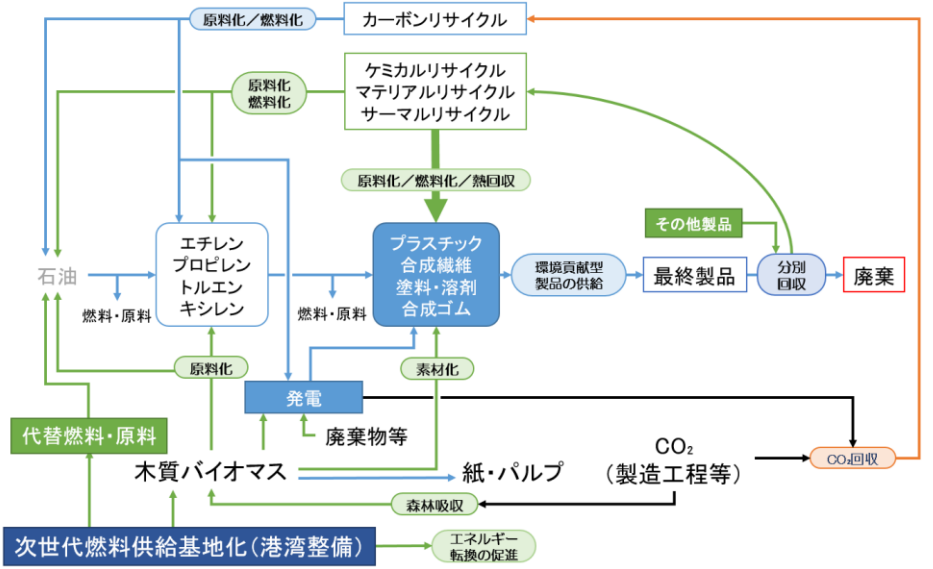 原料化／燃料化
カーボンリサイクル
原料化
燃料化
ケミカルリサイクル
マテリアルリサイクル
サーマルリサイクル
原料化／燃料化／熱回収
石油
燃料・原料
エチレン
プロピレン
トルエン
キシレン
燃料・原料
プラスチック
合成繊維
塗料・溶剤
合成ゴム
環境貢献型
製品の供給
最終製品
その他製品
分別
回収
廃棄
原料化
素材化
発電
廃棄物等
代替燃料・原料
木質バイオマス
紙・パルプ
CO₂
（製造工程等）
CO₂回収
森林吸収
次世代燃料供給基地化（港湾整備）
エネルギー
転換の促進